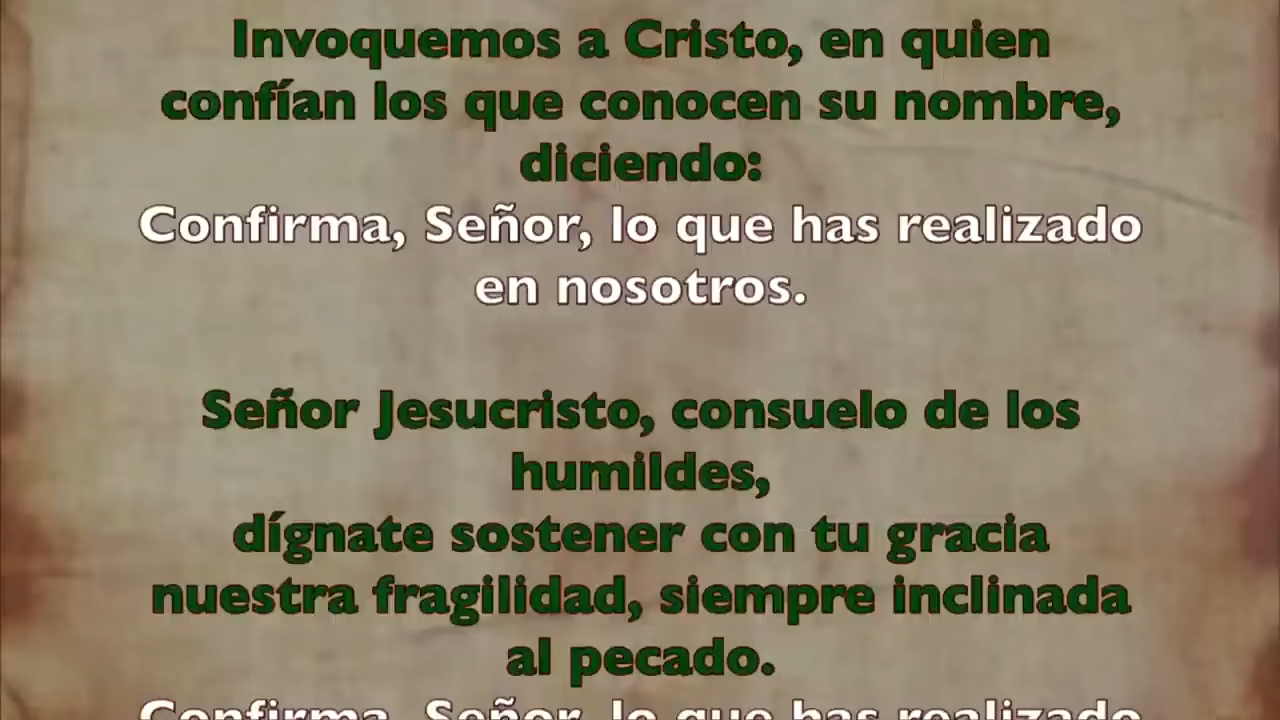 Invoquemos a Cristo, en quien
confían los que conocen su nombre,
diciendo:
Confirma, Señor, lo que has realizado
en nosotros.
Señor Jesucristo, consuelo de los
humildes,
dígnate sostener con tu gracia
nuestra fragilidad, siempre inclinada
al pecado.
Confirma, Señor, lo que has realizado